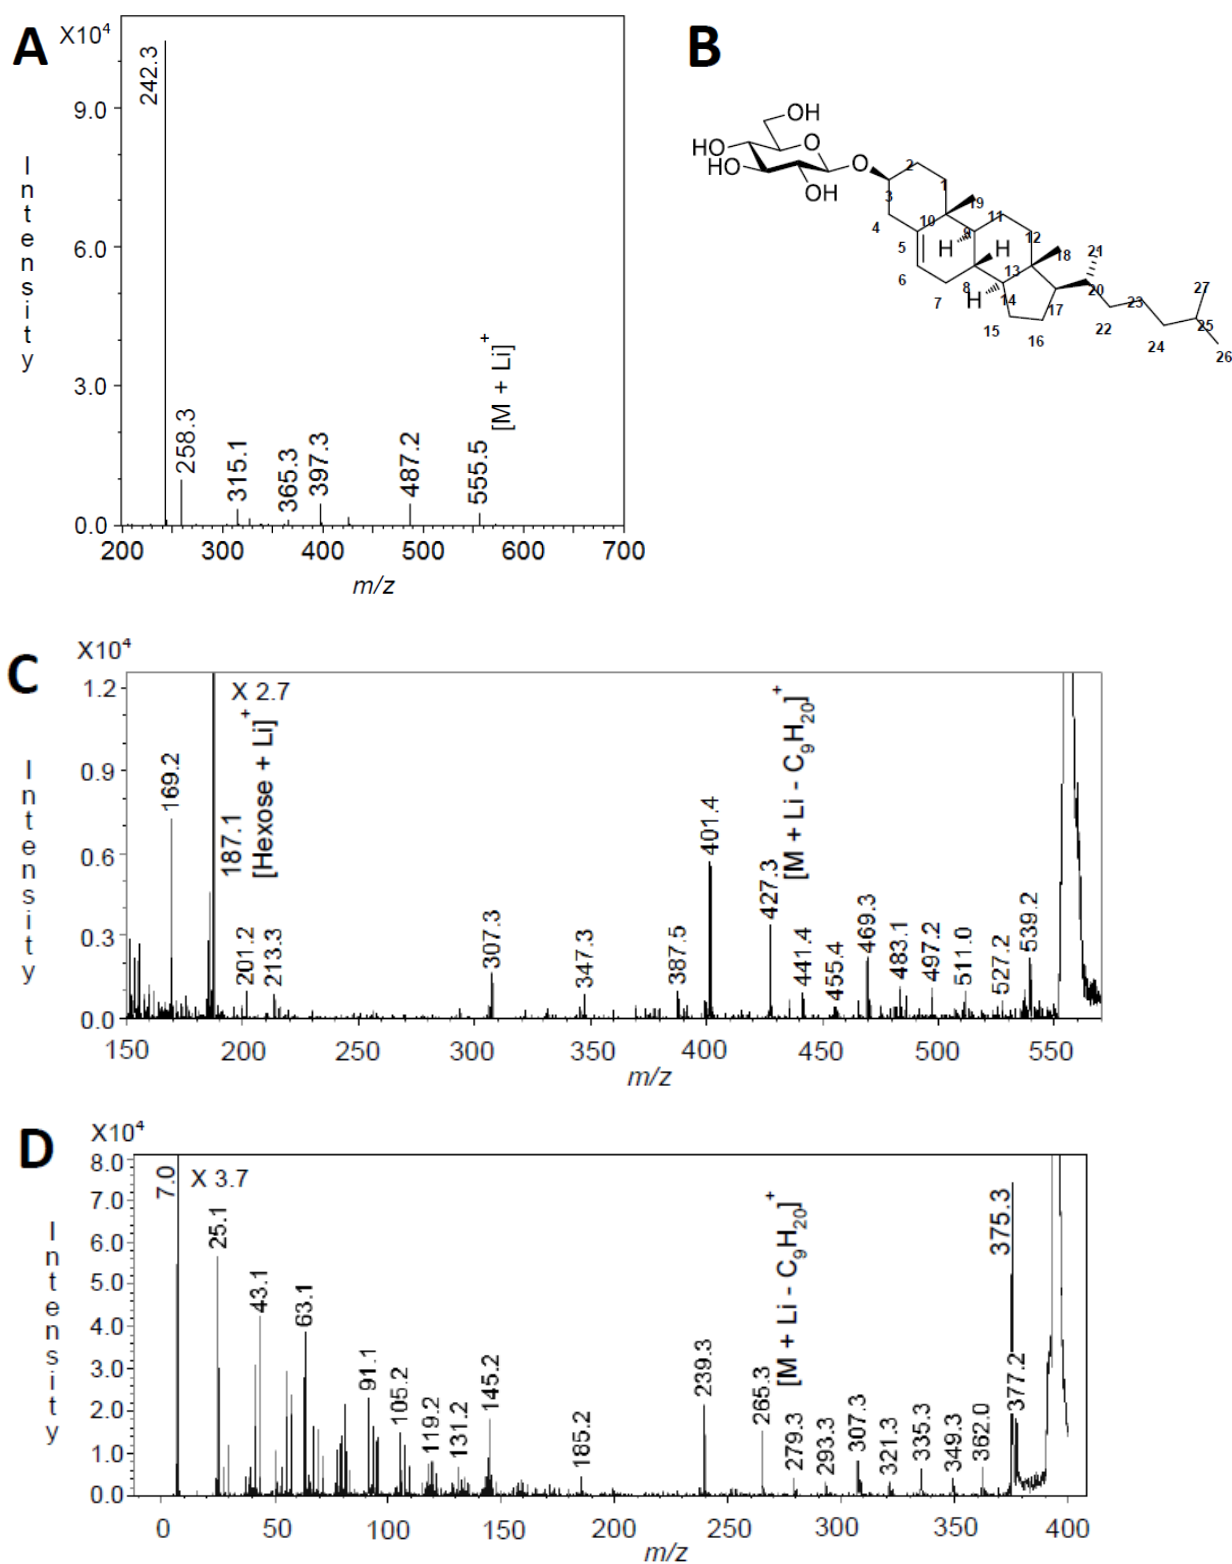 A
X10⁴
9.0
6.0
3.0
0.0
Intensity
242.3
258.3
315.1
365.3
397.3
487.2
555.5
[M + Li]⁺
200 300 400 500 600 700
m/z
B
OH
HO
HO
O
O
OH
H
H
H
1
2
3
4
5
6
7
8
9
10
11
12
13
14
15
16
17
18
19
20
21
22
23
24
25
26
27
C
X10⁴
1.2
0.9
0.6
0.3
0.0
Intensity
X 2.7
169.2
187.1
[Hexose + Li]⁺
201.2
213.3
307.3
347.3
387.5
401.4
427.3
[M + Li - C₉H₂₀]⁺
441.4
455.4
469.3
483.1
497.2
511.0
527.2
539.2
150 200 250 300 350 400 450 500 550
m/z
D
X10⁴
8.0
7.0
6.0
5.0
4.0
3.0
2.0
1.0
0.0
Intensity
7.0
X 3.7
25.1
43.1
63.1
91.1
105.2
119.2
131.2
145.2
185.2
239.3
265.3
[M + Li - C₉H₂₀]⁺
279.3
293.3
307.3
321.3
335.3
349.3
362.0
375.3
377.2
0 50 100 150 200 250 300 350 400
m/z